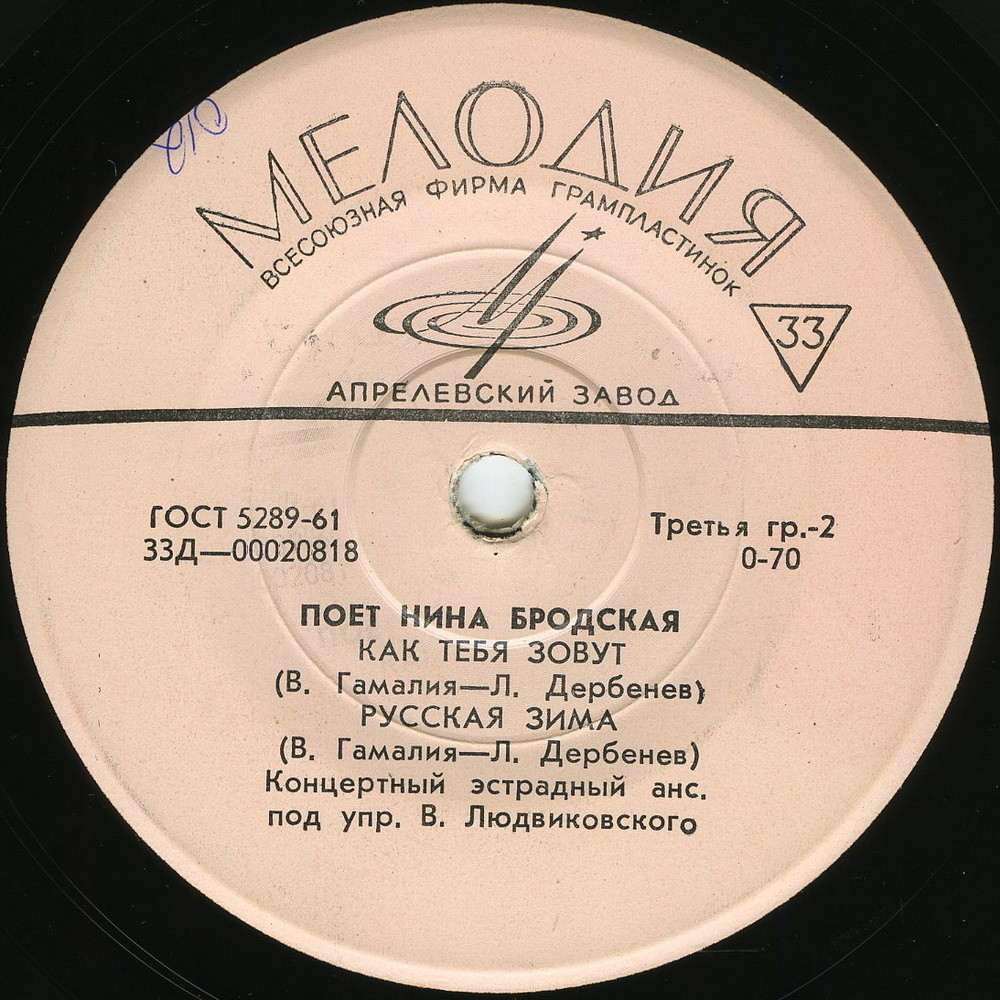 МЕЛОДИЯ
ВСЕСОЮЗНАЯ ФИРМА ГРАМПЛАСТИНОК
33
АПРЕЛЕВСКИЙ ЗАВОД
ГОСТ 5289-61
33Д—00020818
Третья гр.-2
0-70
ПОЕТ НИНА БРОДСКАЯ
КАК ТЕБЯ ЗОВУТ
(В. Гамалия—Л. Дербенев)
РУССКАЯ ЗИМА
(В. Гамалия—Л. Дербенев)
Концертный эстрадный анс.
под упр. В. Людвиковского